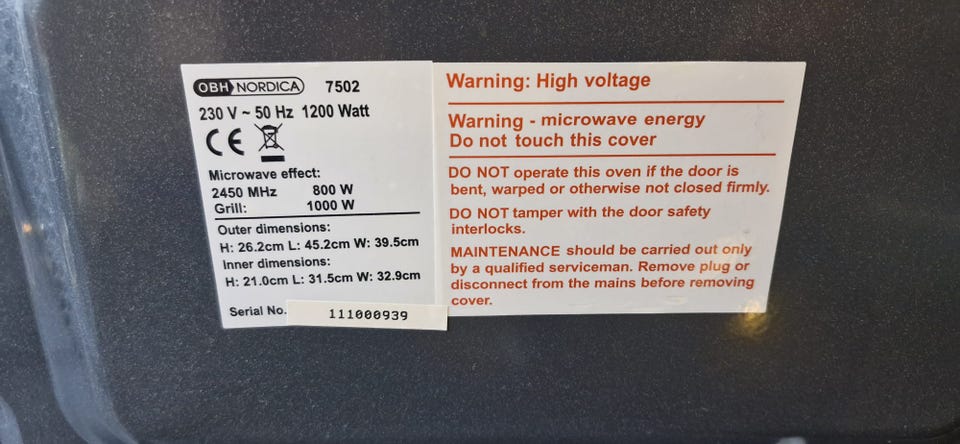 OBH NORDICA 7502
230 V ~ 50 Hz 1200 Watt
CE
Microwave effect:
2450 MHz 800 W
Grill: 1000 W
Outer dimensions:
H: 26.2cm L: 45.2cm W: 39.5cm
Inner dimensions:
H: 21.0cm L: 31.5cm W: 32.9cm
Serial No. 111000939
Warning: High voltage
Warning - microwave energy
Do not touch this cover
DO NOT operate this oven if the door is
bent, warped or otherwise not closed firmly.
DO NOT tamper with the door safety
interlocks.
MAINTENANCE should be carried out only
by a qualified serviceman. Remove plug or
disconnect from the mains before removing
cover.